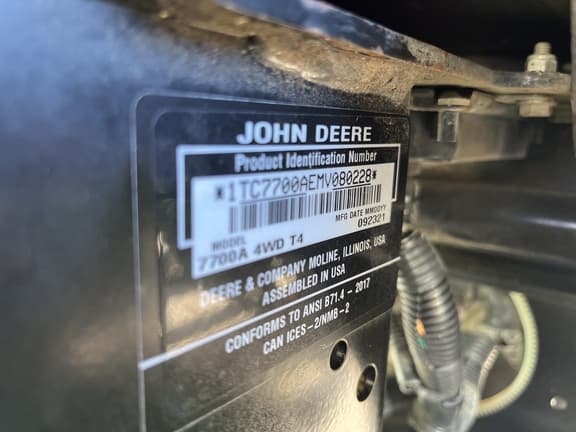 JOHN DEERE
Product Identification Number
*1TC7700AEMV080228*
MFG DATE MMDDYY
092321
MODEL
7700A 4WD T4
DEERE & COMPANY MOLINE, ILLINOIS, USA
ASSEMBLED IN USA
CONFORMS TO ANSI B71.4 - 2017
CAN ICES-2/NMB-2